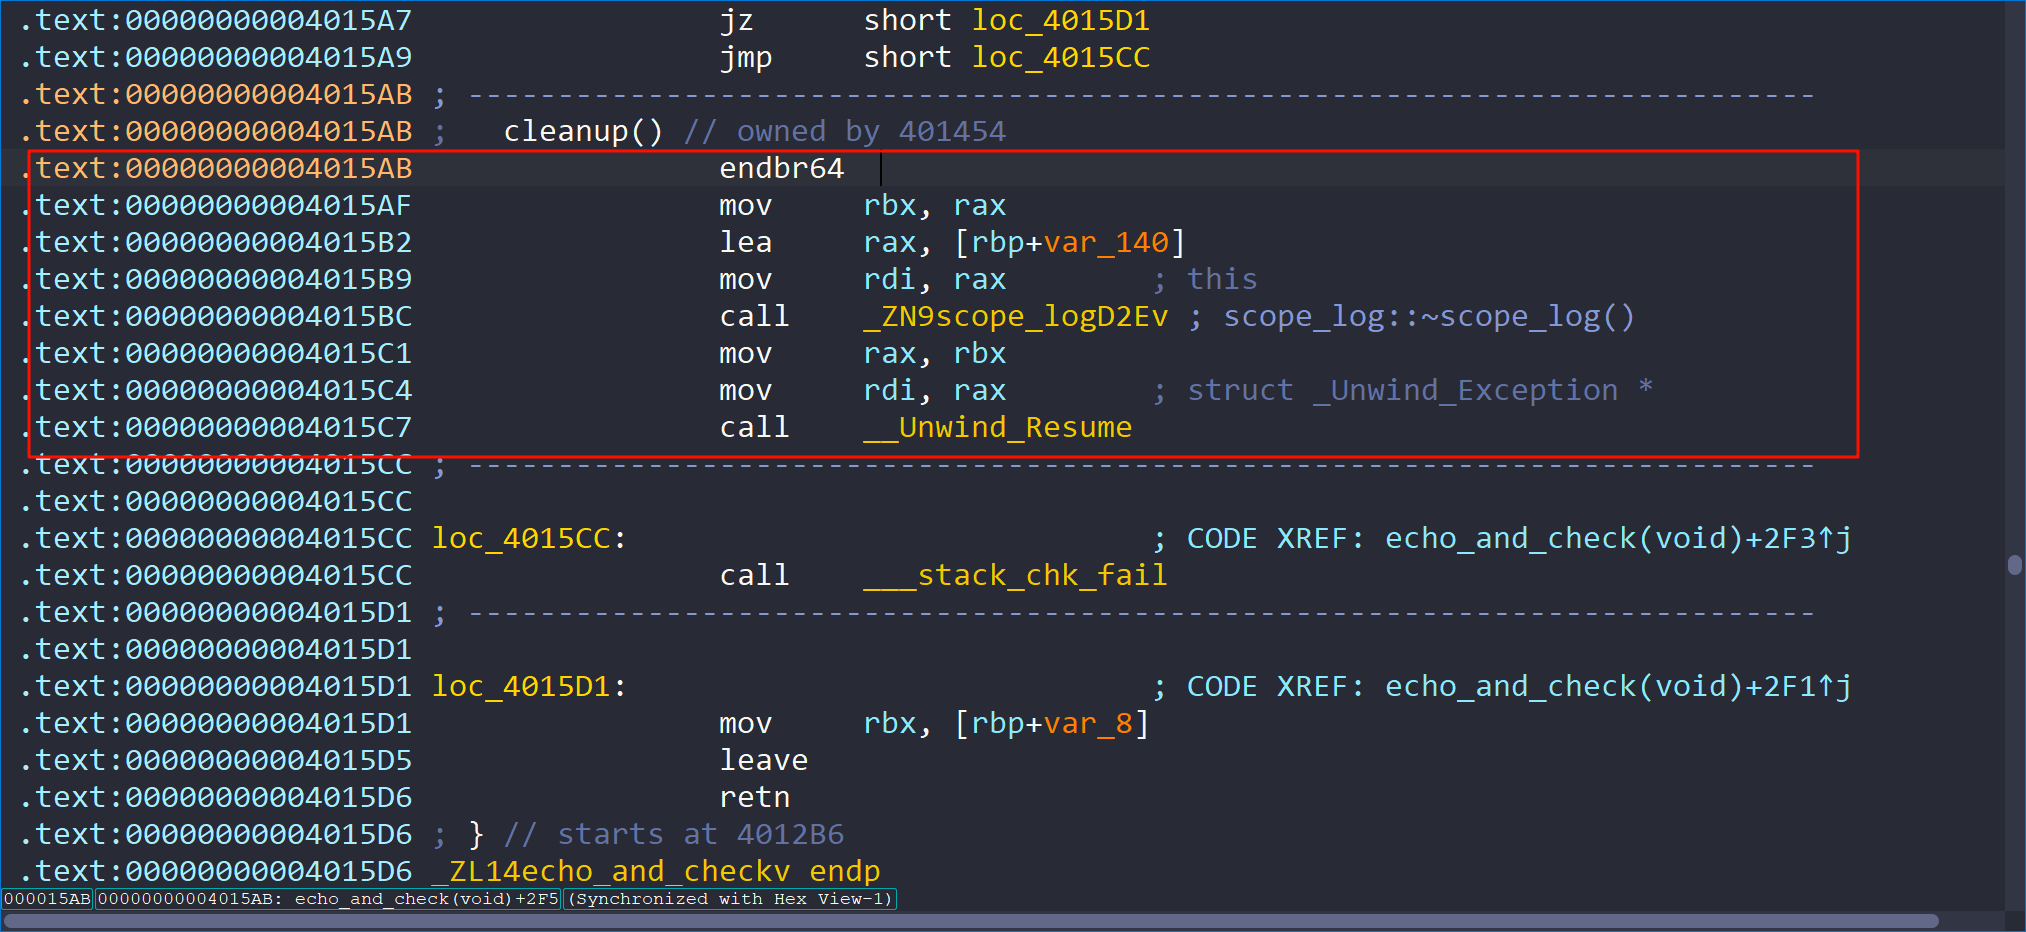 .text:00000000004015A7 jz short loc_4015D1
.text:00000000004015A9 jmp short loc_4015CC
.text:00000000004015AB ; ---------------------------------------------------------------------------
.text:00000000004015AB ;   cleanup() // owned by 401454
.text:00000000004015AB endbr64
.text:00000000004015AF mov rbx, rax
.text:00000000004015B2 lea rax, [rbp+var_140]
.text:00000000004015B9 mov rdi, rax ; this
.text:00000000004015BC call _ZN9scope_logD2Ev ; scope_log::~scope_log()
.text:00000000004015C1 mov rax, rbx
.text:00000000004015C4 mov rdi, rax ; struct _Unwind_Exception *
.text:00000000004015C7 call __Unwind_Resume
.text:00000000004015CC ; ---------------------------------------------------------------------------
.text:00000000004015CC
.text:00000000004015CC loc_4015CC: ; CODE XREF: echo_and_check(void)+2F3↑j
.text:00000000004015CC call ___stack_chk_fail
.text:00000000004015D1 ; ---------------------------------------------------------------------------
.text:00000000004015D1
.text:00000000004015D1 loc_4015D1: ; CODE XREF: echo_and_check(void)+2F1↑j
.text:00000000004015D1 mov rbx, [rbp+var_8]
.text:00000000004015D5 leave
.text:00000000004015D6 retn
.text:00000000004015D6 ; } // starts at 4012B6
.text:00000000004015D6 _ZL14echo_and_checkv endp
000015AB 00000000004015AB: echo_and_check(void)+2F5 (Synchronized with Hex View-1)